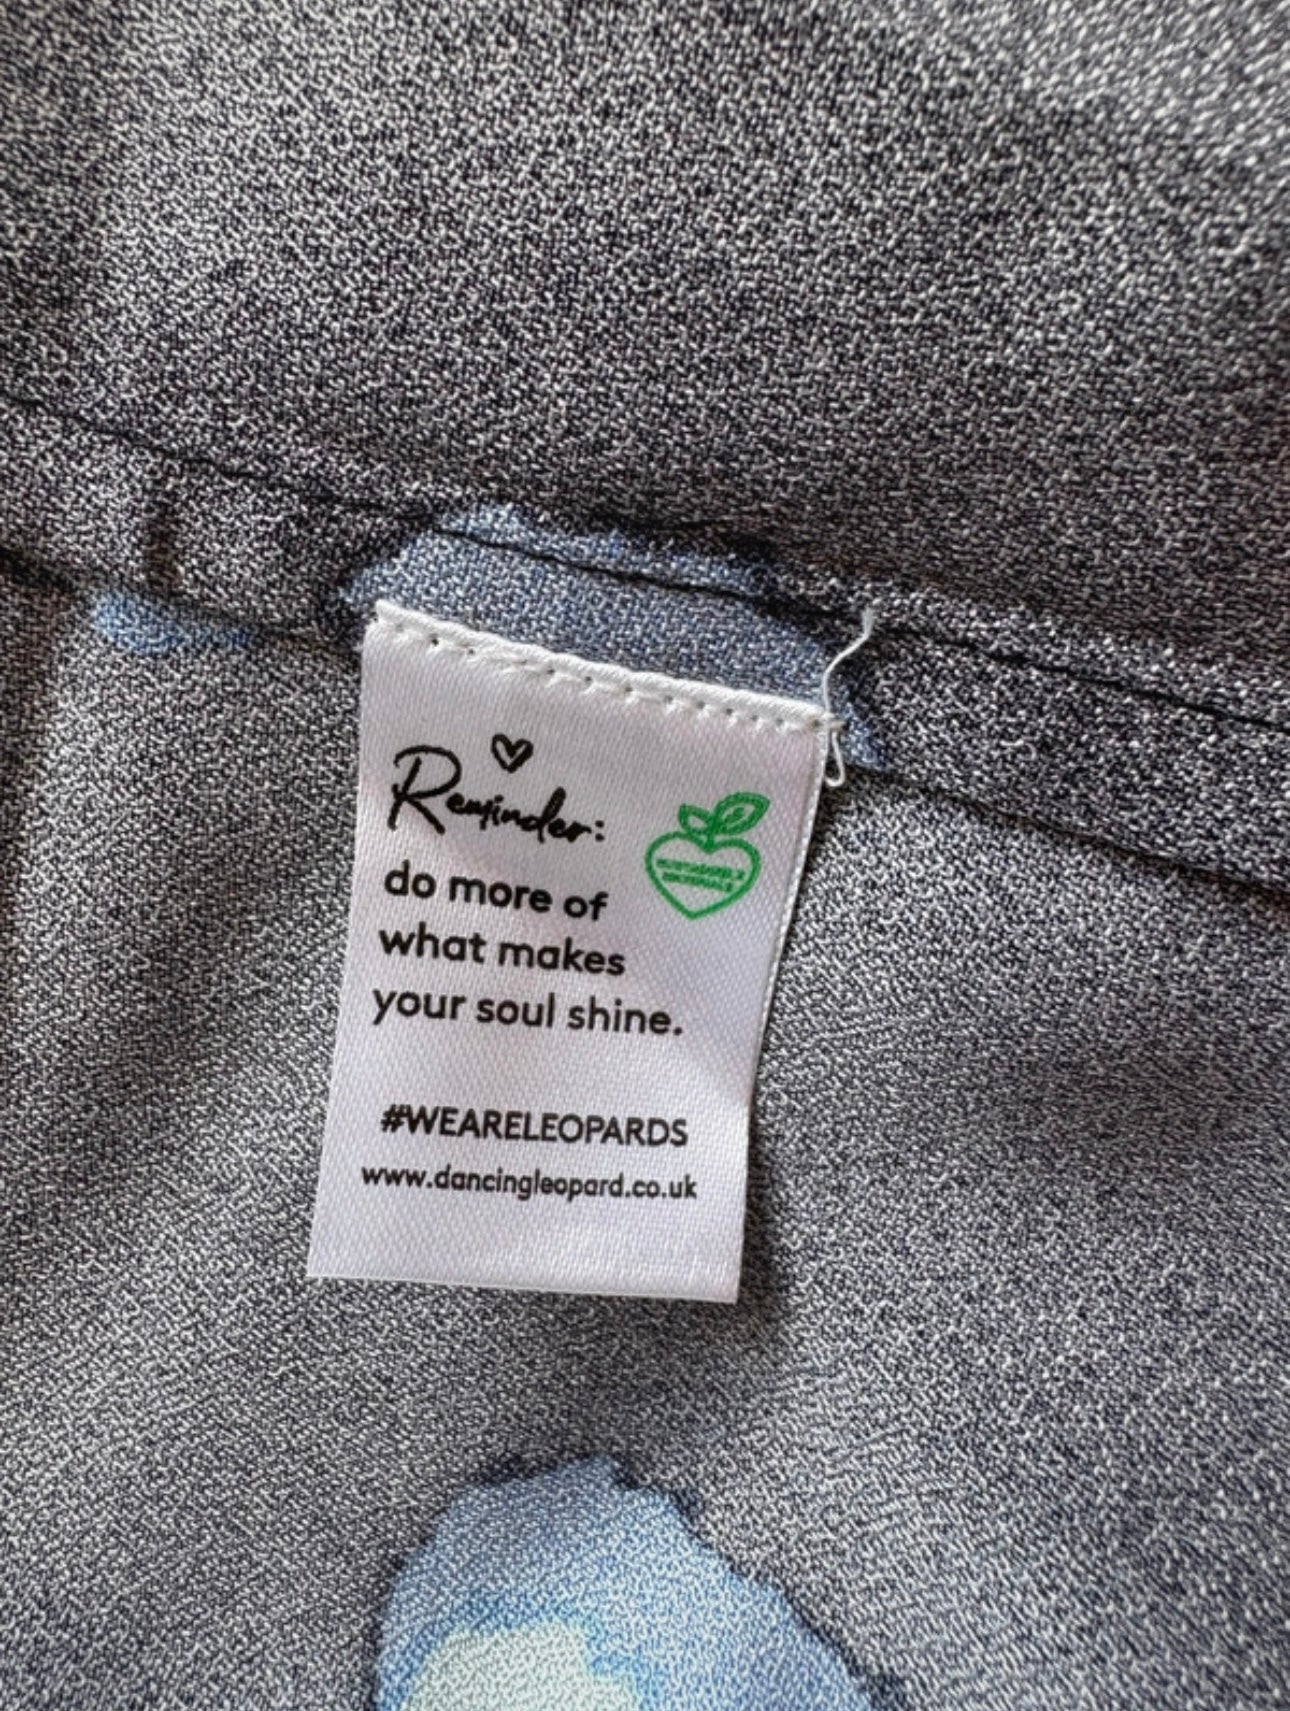 Reminder:
do more of
what makes
your soul shine.
#WEARELEOPARDS
www.dancingleopard.co.uk